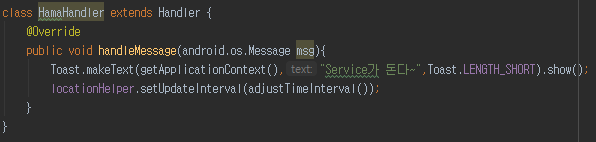 class HamaHandler extends Handler {
@Override
public void handleMessage(android.os.Message msg){
Toast.makeText(getApplicationContext(), text: "Service가 돈다~",Toast.LENGTH_SHORT).show();
locationHelper.setUpdateInterval(adjustTimeInterval());
}
}